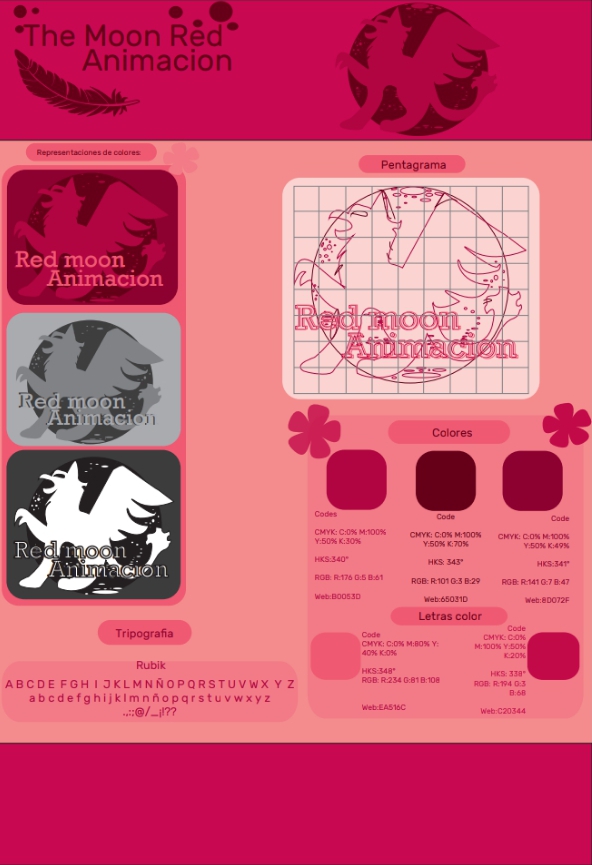 The Moon Red
Animacion
Representaciones de colores:
Red moon
Animacion
Red moon
Animacion
Red moon
Animacion
Pentagrama
Red moon
Animacion
Colores
Codes
CMYK: C:0% M:100%
Y:50% K:30%
HKS:340°
RGB: R:176 G:5 B:61
Web:B0053D
Code
CMYK: C:0% M:100%
Y:50% K:70%
HKS: 343°
RGB: R:101 G:3 B:29
Web:65031D
Code
CMYK: C:0% M:100%
Y:50% K:49%
HKS:341°
RGB: R:141 G:7 B:47
Web:8D072F
Letras color
Code
CMYK: C:0% M:80% Y:
40% K:0%
HKS:348°
RGB: R:234 G:81 B:108
Web:EA516C
Code
CMYK: C:0%
M:100% Y:50%
K:20%
HKS: 338°
RGB: R:194 G:3
B:68
Web:C20344
Tripografia
Rubik
A B C D E F G H I J K L M N Ñ O P Q R S T U V W X Y Z
a b c d e f g h i j k l m n ñ o p q r s t u v w x y z
.,:;@/_¡!??